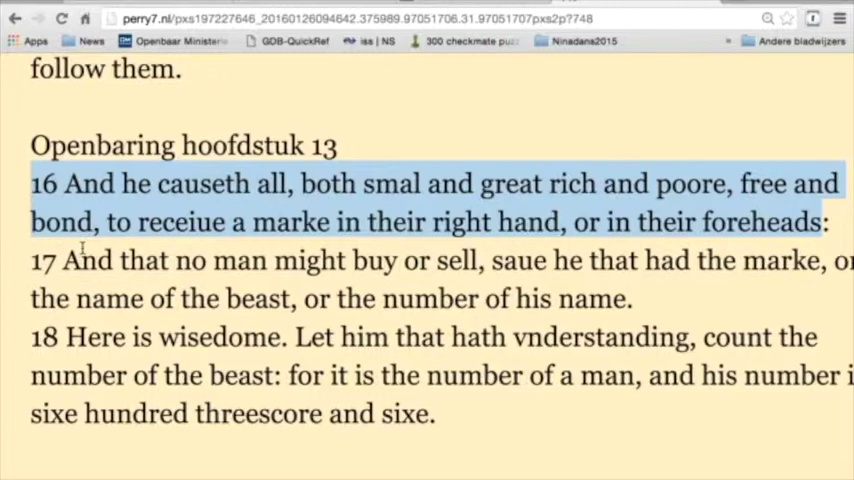 perry7.nl/pxs197227646_20160126094642.375989.97051706.31.97051707pxs2p?748
Apps News Openbaar Ministerie GDB-QuickRef iss | NS 300 checkmate puz Ninadans2015 » Andere bladwijzers
follow them.
Openbaring hoofdstuk 13
16 And he causeth all, both smal and great rich and poore, free and
bond, to receiue a marke in their right hand, or in their foreheads:
17 And that no man might buy or sell, saue he that had the marke, or
the name of the beast, or the number of his name.
18 Here is wisedome. Let him that hath vnderstanding, count the
number of the beast: for it is the number of a man, and his number i
sixe hundred threescore and sixe.